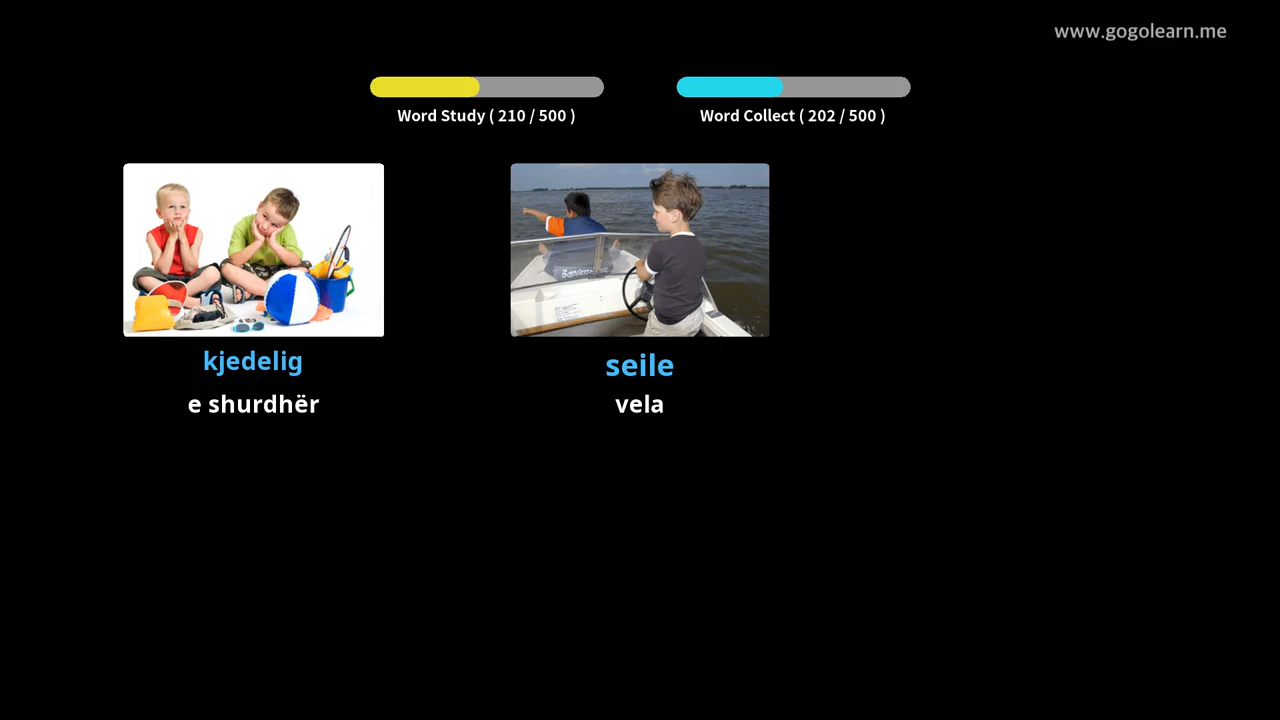 www.gogolearn.me
Word Study ( 210 / 500 )
Word Collect ( 202 / 500 )
kjedelig
e shurdhër
seile
vela